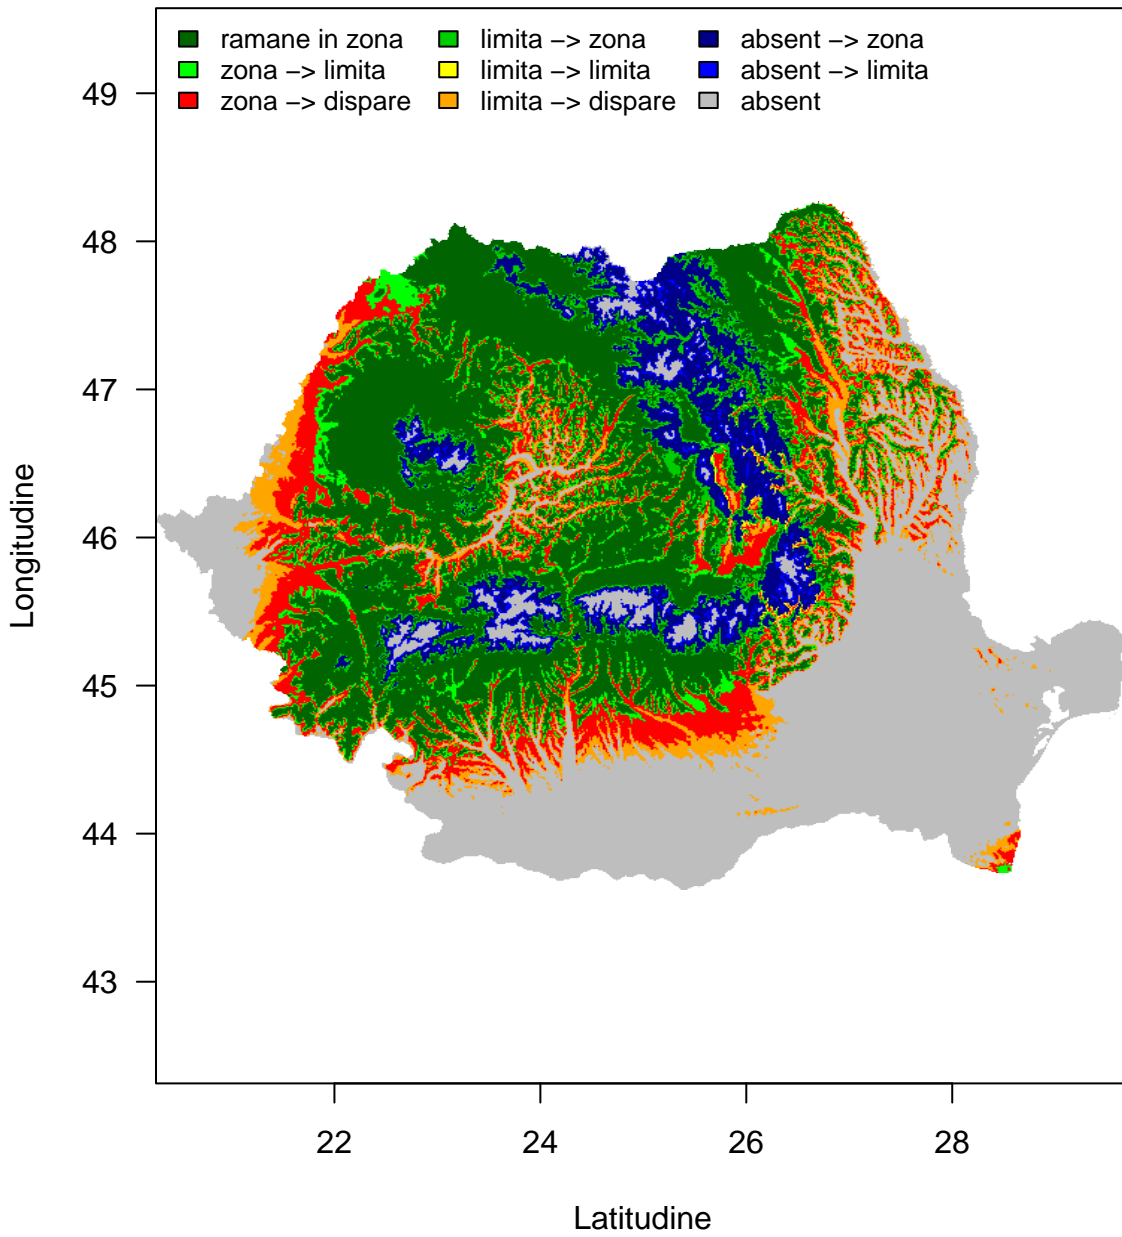 ramane in zona
limita −> zona
absent −> zona
zona −> limita
limita −> limita
absent −> limita
zona −> dispare
limita −> dispare
absent
49
48
47
46
45
44
43
Longitudine
22
24
26
28
Latitudine